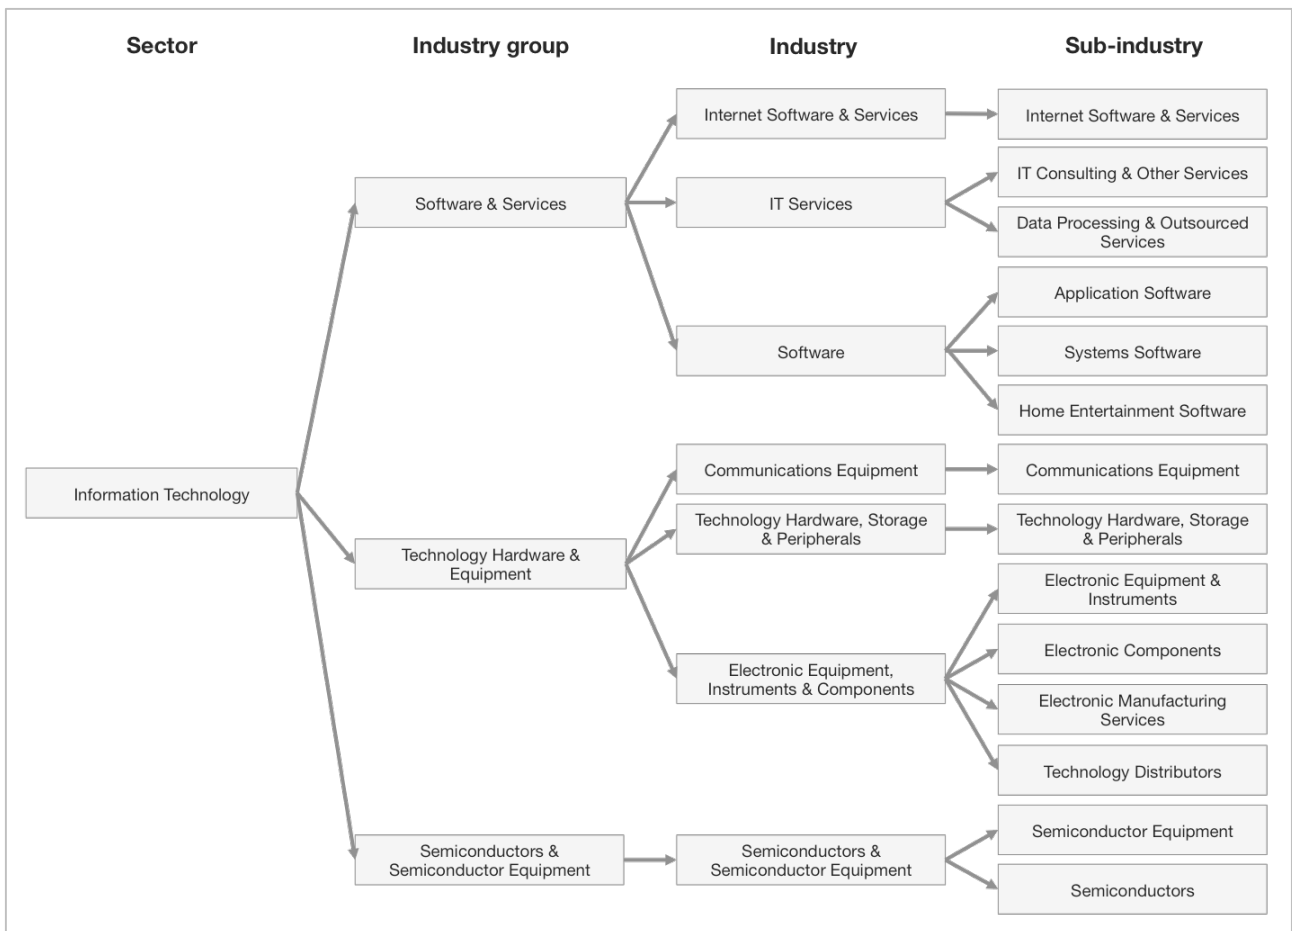 Sector
Industry group
Industry
Sub-industry
Information Technology
Software & Services
Technology Hardware &
Equipment
Semiconductors &
Semiconductor Equipment
Internet Software & Services
IT Services
Software
Communications Equipment
Technology Hardware, Storage
& Peripherals
Electronic Equipment,
Instruments & Components
Semiconductors &
Semiconductor Equipment
Internet Software & Services
IT Consulting & Other Services
Data Processing & Outsourced
Services
Application Software
Systems Software
Home Entertainment Software
Communications Equipment
Technology Hardware, Storage
& Peripherals
Electronic Equipment &
Instruments
Electronic Components
Electronic Manufacturing
Services
Technology Distributors
Semiconductor Equipment
Semiconductors